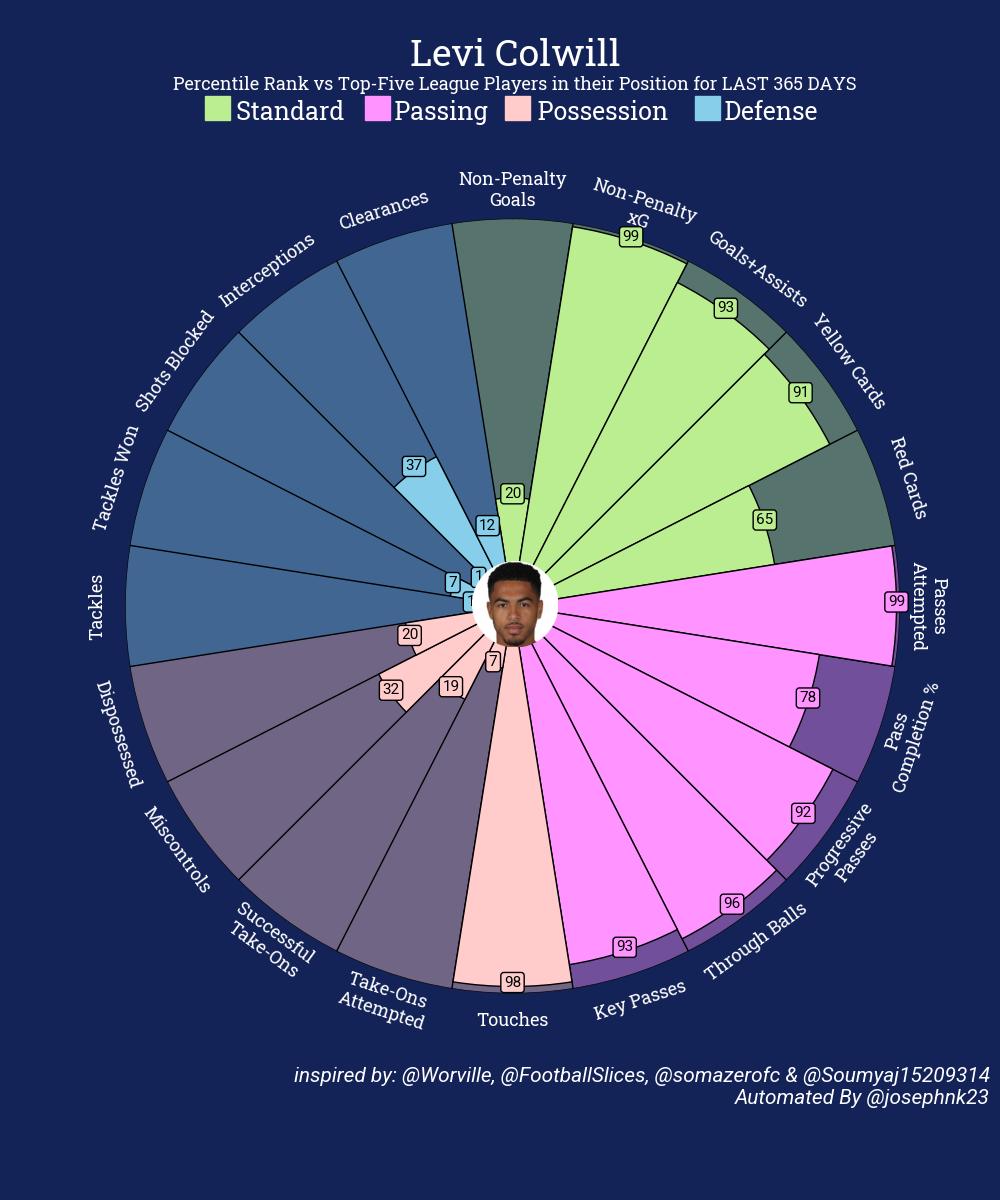 Levi Colwill
Percentile Rank vs Top-Five League Players in their Position for LAST 365 DAYS
Standard Passing Possession Defense
Non-Penalty
Goals
20
Non-Penalty
xG
99
Goals+Assists
93
Yellow Cards
91
Red Cards
65
Passes
Attempted
99
Pass
Completion %
78
Progressive
Passes
92
Through Balls
96
Key Passes
93
Touches
98
Take-Ons
Attempted
7
Successful
Take-Ons
19
Miscontrols
32
Dispossessed
20
Tackles
1
Tackles Won
7
Shots Blocked
1
Interceptions
37
Clearances
12
inspired by: @Worville, @FootballSlices, @somazerofc & @Soumyaj15209314
Automated By @josephnk23